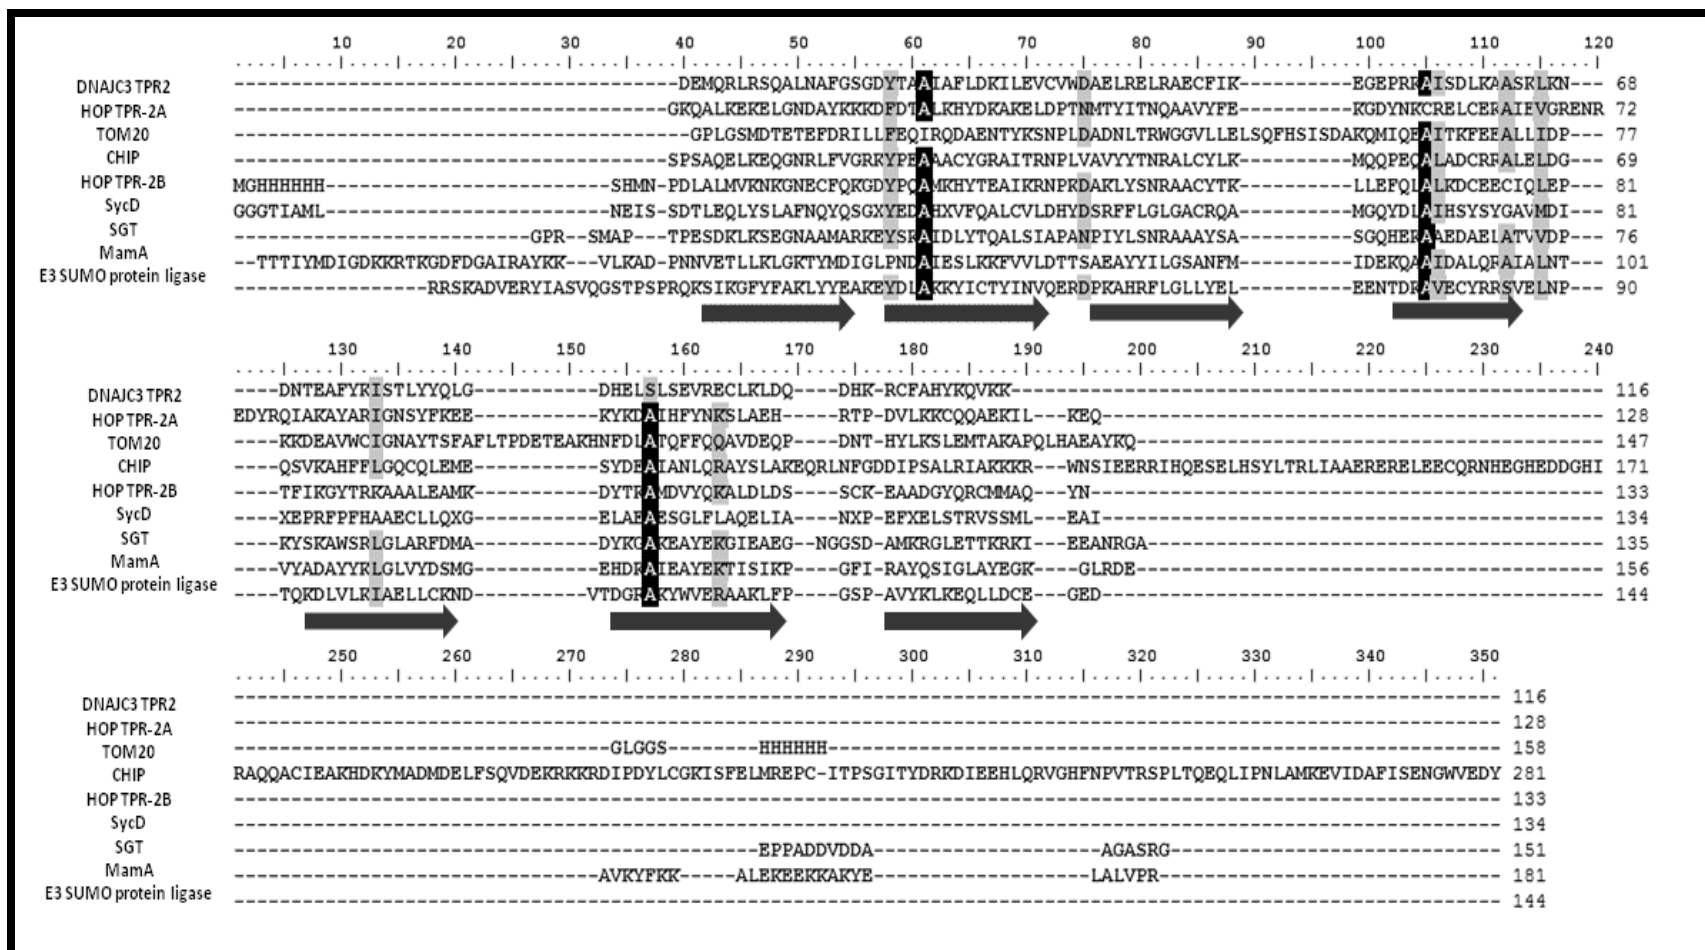 10 20 30 40 50 60 70 80 90 100 110 120
DNAJC3 TPR2 ---------------------------------------DEMQRLRSQALNAFGSGDYTAAIAFLDKILEVCVWDAELRELRAECFIK----------EGEPRKAISDLKAASKLKN--- 68
HOP TPR-2A --------------------------------------GKQALKEKELGNDAYKKKDFDTALKHYDKAKELDPTNMTYITNQAAVYFE----------KGDYNKCRELCEKAIEVGRENR 72
TOM20 ----------------------------------------GPLGSMDTETEFDRILLFEQIRQDAENTYKSNPLDADNLTRWGGVLLELSQFHSISDAKQMIQEAITKFEEALLIDP--- 77
CHIP --------------------------------------SPSAQELKEQGNRLFVGRKYPEAAACYGRAITRNPLVAVYYTNRALCYLK----------MQQPEQALADCRRALELDG--- 69
HOP TPR-2B MGHHHHHH-------------------------SHMN-PDLALMVKNKGNECFQKGDYPQAMKHYTEAIKRNPKDAKLYSNRAACYTK----------LLEFQLALKDCEECIQLEP--- 81
SycD GGGTIAML-------------------------NEIS-SDTLEQLYSLAFNQYQSGXYEDAHXVFQALCVLDHYDSRFFLGLGACRQA----------MGQYDLAIHSYSYGAVMDI--- 81
SGT --------------------------GPR--SMAP---TPESDKLKSEGNAAMARKEYSKAIDLYTQALSIAPANPIYLSNRAAAYSA----------SGQHEKAAEDAELATVVDP--- 76
MamA --TTTIYMDIGDKKRTKGDFDGAIRAYKK---VLKAD-PNNVETLLKLGKTYMDIGLPNDAIESLKKFVVLDTTSAEAYYILGSANFM----------IDEKQAAIDALQRAIALNT--- 101
E3 SUMO protein ligase -----------------RRSKADVERYIASVQGSTPSPRQKSIKGFYFAKLYYEAKEYDLAKKYICTYINVQERDPKAHRFLGLLYEL----------EENTDKAVECYRRSVELNP--- 90
130 140 150 160 170 180 190 200 210 220 230 240
DNAJC3 TPR2 ----DNTEAFYKISTLYYQLG-----------DHELSLSEVRECLKLDQ----DHK-RCFAHYKQVKK---------------------------------------------------- 116
HOP TPR-2A EDYRQIAKAYARIGNSYFKEE-----------KYKDAIHFYNKSLAEH-----RTP-DVLKKCQQAEKIL---KEQ-------------------------------------------- 128
TOM20 ----KKDEAVWCIGNAYTSFAFLTPDETEAKHNFDLATQFFQQAVDEQP----DNT-HYLKSLEMTAKAPQLHAEAYKQ----------------------------------------- 147
CHIP ----QSVKAHFFLGQCQLEME-----------SYDEAIANLQRAYSLAKEQRLNFGDDIPSALRIAKKKR---WNSIEERRIHQESELHSYLTRLIAAERERELEECQRNHEGHEDDGHI 171
HOP TPR-2B ----TFIKGYTRKAAALEAMK-----------DYTKAMDVYQKALDLDS----SCK-EAADGYQRCMMAQ---YN--------------------------------------------- 133
SycD ----XEPRFPFHAAECLLQXG-----------ELAEAESGLFLAQELIA----NXP-EFXELSTRVSSML---EAI-------------------------------------------- 134
SGT ----KYSKAWSRLGLARFDMA-----------DYKGAKEAYEKGIEAEG--NGGSD-AMKRGLETTKRKI---EEANRGA---------------------------------------- 135
MamA ----VYADAYYKLGLVYDSMG-----------EHDKAIEAYEKTISIKP----GFI-RAYQSIGLAYEGK----GLRDE----------------------------------------- 156
E3 SUMO protein ligase ----TQKDLVLKIAELLCKND----------VTDGRAKYWVERAAKLFP----GSP-AVYKLKEQLLDCE---GED-------------------------------------------- 144
250 260 270 280 290 300 310 320 330 340 350
DNAJC3 TPR2 --------------------------------------------------------------------------------------------------------------- 116
HOP TPR-2A --------------------------------------------------------------------------------------------------------------- 128
TOM20 ---------------------------------GLGGS--------HHHHHH----------------------------------------------------------- 158
CHIP RAQQACIEAKHDKYMADMDELFSQVDEKRKKRDIPDYLCGKISFELMREPC-ITPSGITYDRKDIEEHLQRVGHFNPVTRSPLTQEQLIPNLAMKEVIDAFISENGWVEDY 281
HOP TPR-2B --------------------------------------------------------------------------------------------------------------- 133
SycD --------------------------------------------------------------------------------------------------------------- 134
SGT ----------------------------------------------EPPADDVDDA--------------------AGASRG----------------------------- 151
MamA --------------------------------AVKYFKK-----ALEKEEKKAKYE-------------------LALVPR------------------------------ 181
E3 SUMO protein ligase --------------------------------------------------------------------------------------------------------------- 144